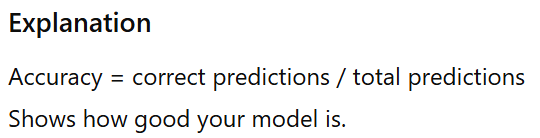 Explanation
Accuracy = correct predictions / total predictions
Shows how good your model is.